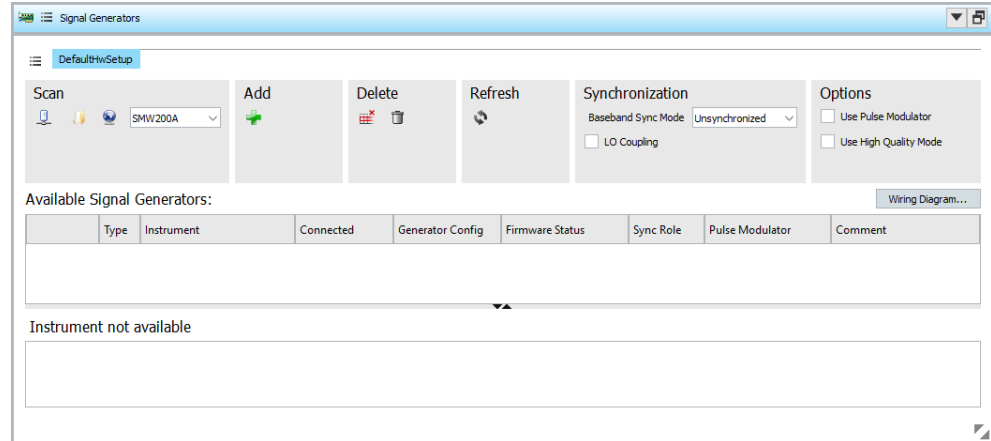 Signal Generators
DefaultHwSetup
Scan
SMW200A
Add
Delete
Refresh
Synchronization
Baseband Sync Mode Unsynchronized
LO Coupling
Options
Use Pulse Modulator
Use High Quality Mode
Available Signal Generators:
Wiring Diagram...
Type Instrument Connected Generator Config Firmware Status Sync Role Pulse Modulator Comment
Instrument not available